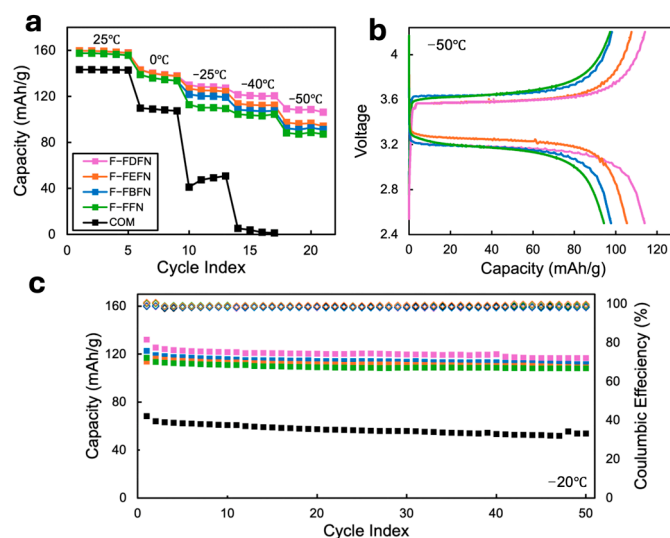 a
25℃
0℃
−25℃
−40℃
−50℃
160
120
80
40
0
Capacity (mAh/g)
F−FDFN
F−FEFN
F−FBFN
F−FFN
COM
0 5 10 15 20
Cycle Index
b
−50℃
4.2
3.6
3.0
2.4
Voltage
0 20 40 60 80 100 120
Capacity (mAh/g)
c
160
120
80
40
0
Capacity (mAh/g)
100
80
60
40
20
0
Coulumbic Effeciency (%)
−20℃
0 10 20 30 40 50
Cycle Index